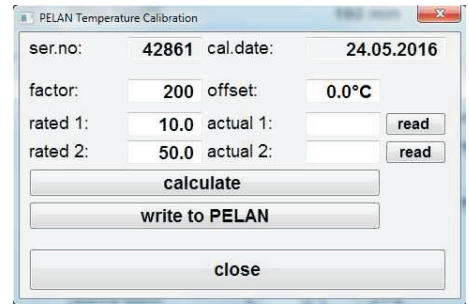 PELAN Temperature Calibration
ser.no: 42861 cal.date: 24.05.2016
factor: 200 offset: 0.0°C
rated 1: 10.0 actual 1: read
rated 2: 50.0 actual 2: read
calculate
write to PELAN
close